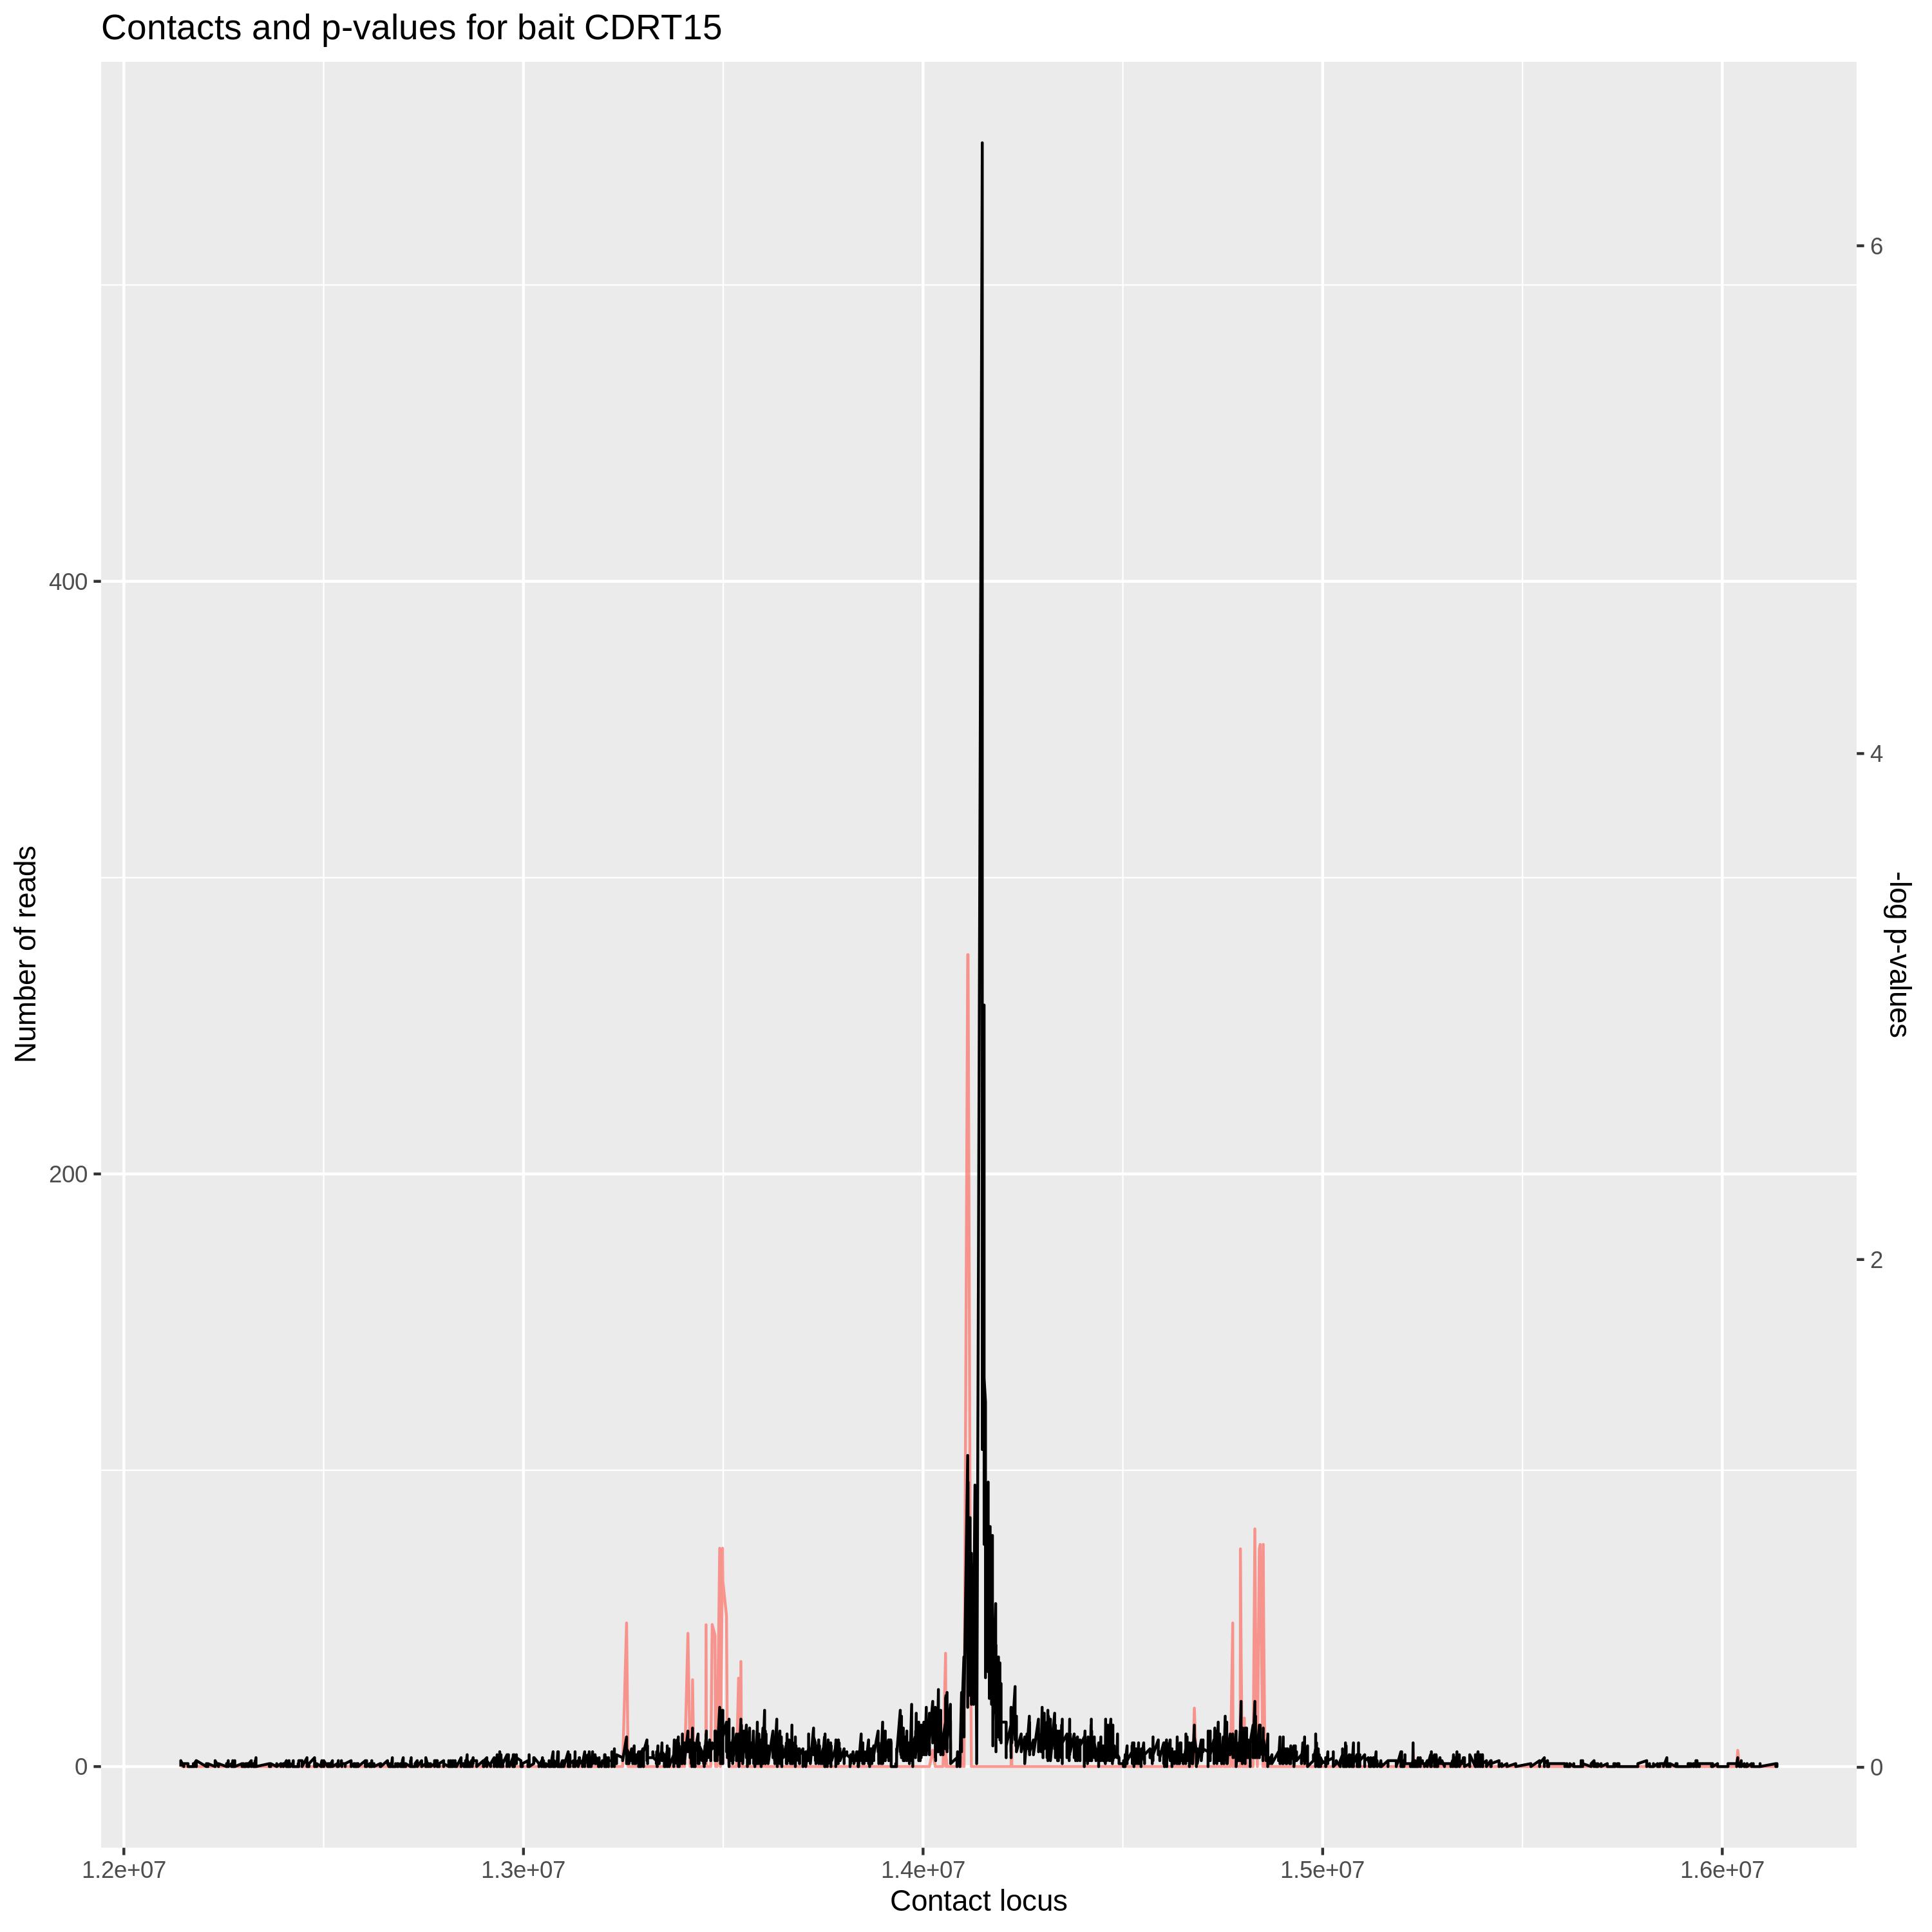 Contacts and p-values for bait CDRT15
Number of reads
400
200
0
6
4
2
0
-log p-values
1.2e+07
1.3e+07
1.4e+07
1.5e+07
1.6e+07
Contact locus